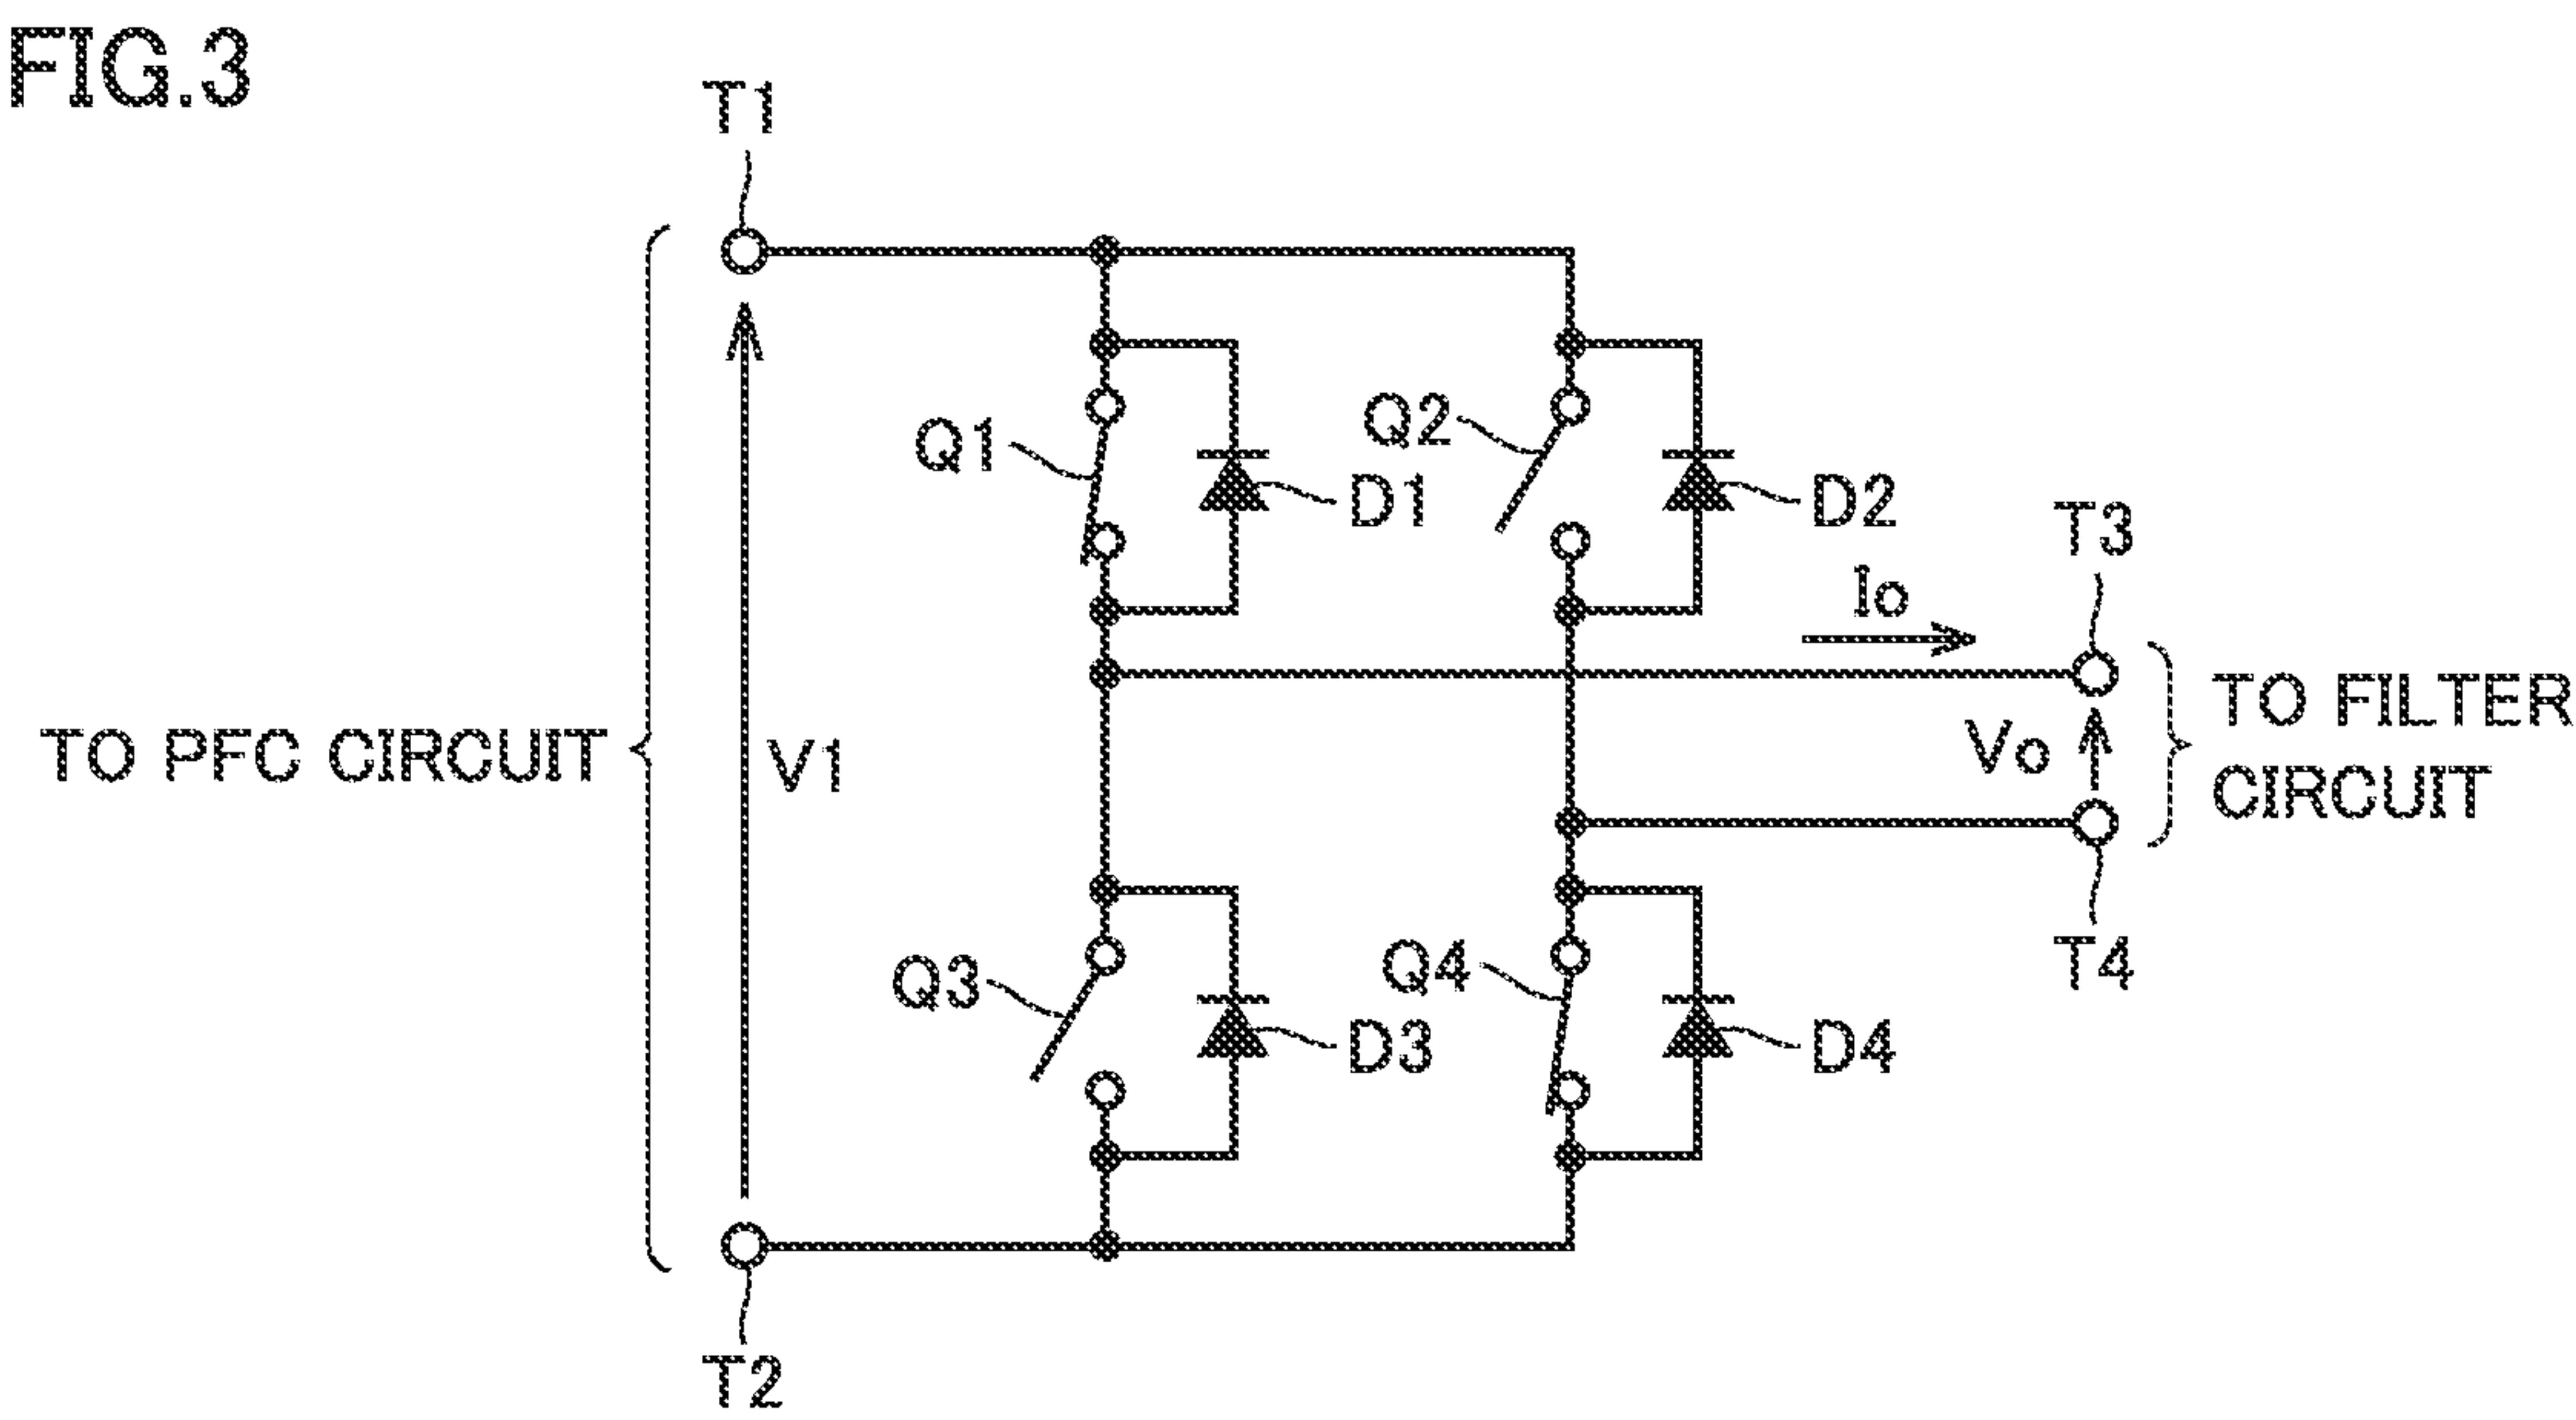 FIG.3
T1
Q1
Q2
D1
D2
T3
Io
TO PFC CIRCUIT
V1
Vo
TO FILTER
CIRCUIT
Q3
Q4
T4
D3
D4
T2